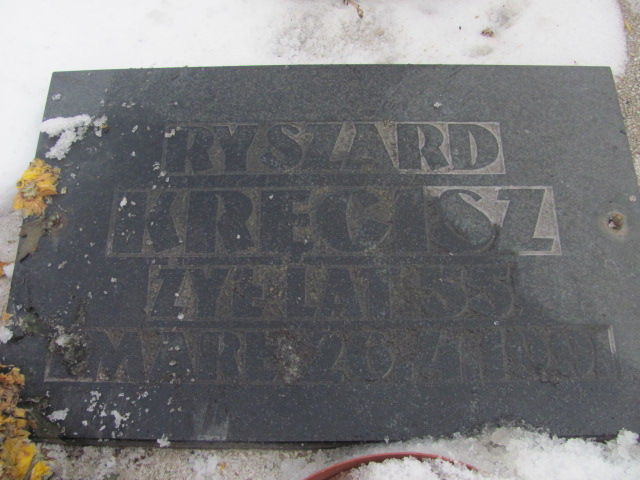 RYSZARD
KRECISZ
ŻYŁ LAT 55
ZMARŁ